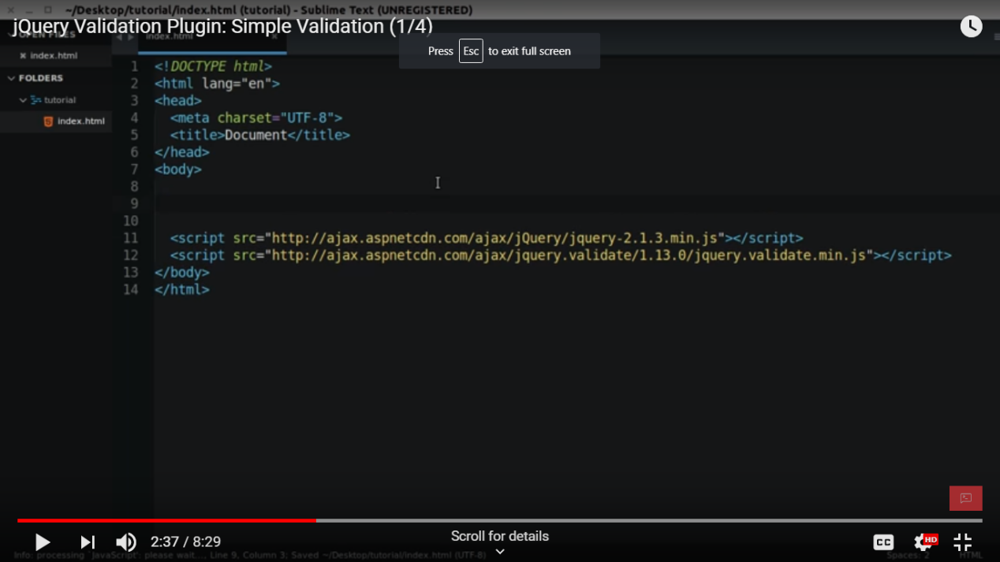 ~/Desktop/tutorial/index.html (tutorial) - Sublime Text (UNREGISTERED)
jQuery Validation Plugin: Simple Validation (1/4)
OPEN FILES
index.html
Press Esc to exit full screen
index.html
FOLDERS
tutorial
index.html
1 <!DOCTYPE html>
2 <html lang="en">
3 <head>
4 <meta charset="UTF-8">
5 <title>Document</title>
6 </head>
7 <body>
8
9
10
11 <script src="http://ajax.aspnetcdn.com/ajax/jQuery/jquery-2.1.3.min.js"></script>
12 <script src="http://ajax.aspnetcdn.com/ajax/jquery.validate/1.13.0/jquery.validate.min.js"></script>
13 </body>
14 </html>
Scroll for details
2:37 / 8:29
CC
HD
Info: processing `JavaScript`: please wait..., Line 9, Column 3; Saved ~/Desktop/tutorial/index.html (UTF-8)
Spaces: 2
HTML